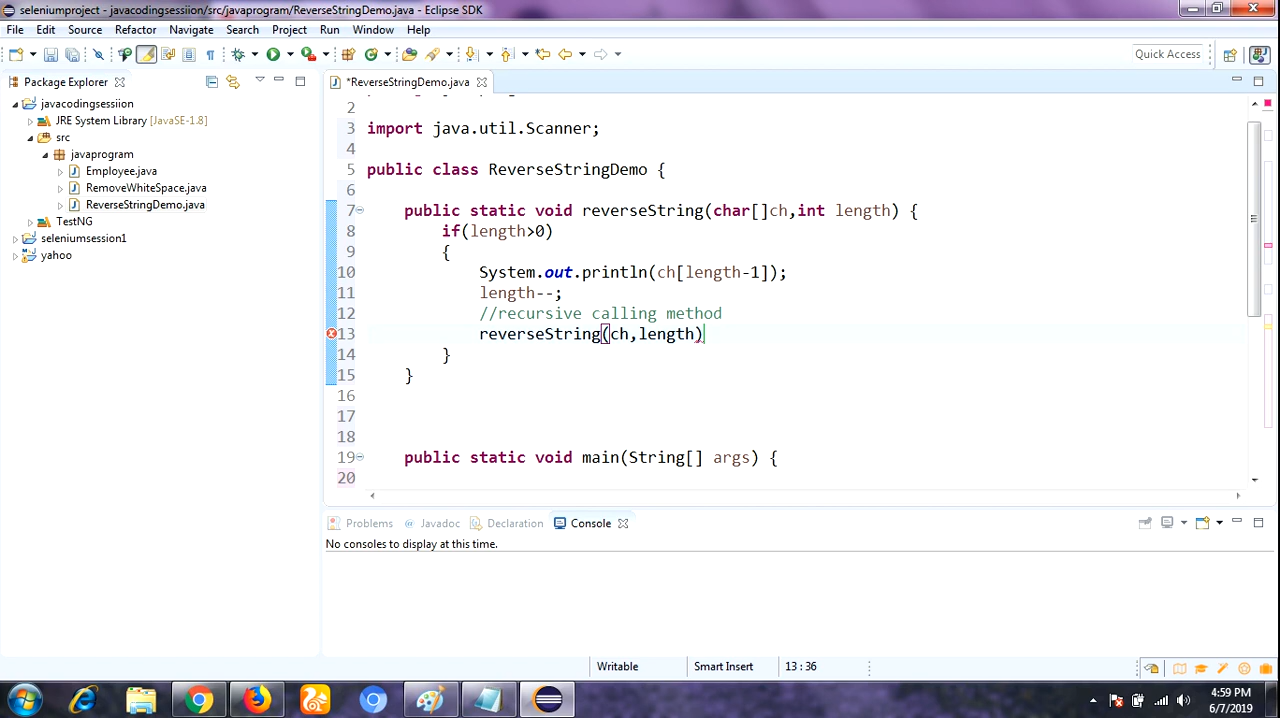 seleniumproject - javacodingsessiion/src/javaprogram/ReverseStringDemo.java - Eclipse SDK
File Edit Source Refactor Navigate Search Project Run Window Help
Quick Access
Package Explorer
*ReverseStringDemo.java
javacodingsessiion
JRE System Library [JavaSE-1.8]
src
javaprogram
Employee.java
RemoveWhiteSpace.java
ReverseStringDemo.java
TestNG
seleniumsession1
yahoo
2
3 import java.util.Scanner;
4
5 public class ReverseStringDemo {
6
7 public static void reverseString(char[]ch,int length) {
8 if(length>0)
9 {
10 System.out.println(ch[length-1]);
11 length--;
12 //recursive calling method
13 reverseString(ch,length)
14 }
15 }
16
17
18
19 public static void main(String[] args) {
20
Problems Javadoc Declaration Console
No consoles to display at this time.
Writable Smart Insert 13 : 36
4:59 PM
6/7/2019